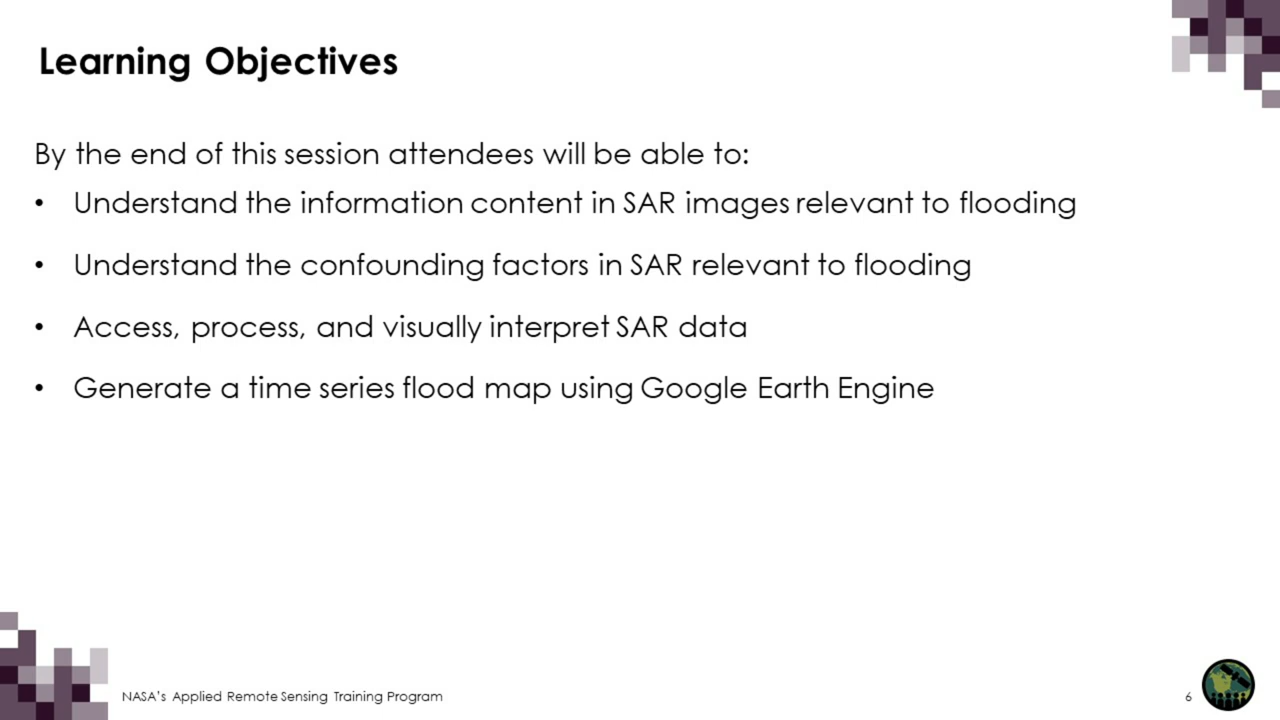 Learning Objectives
By the end of this session attendees will be able to:
• Understand the information content in SAR images relevant to flooding
• Understand the confounding factors in SAR relevant to flooding
• Access, process, and visually interpret SAR data
• Generate a time series flood map using Google Earth Engine
NASA's Applied Remote Sensing Training Program
6